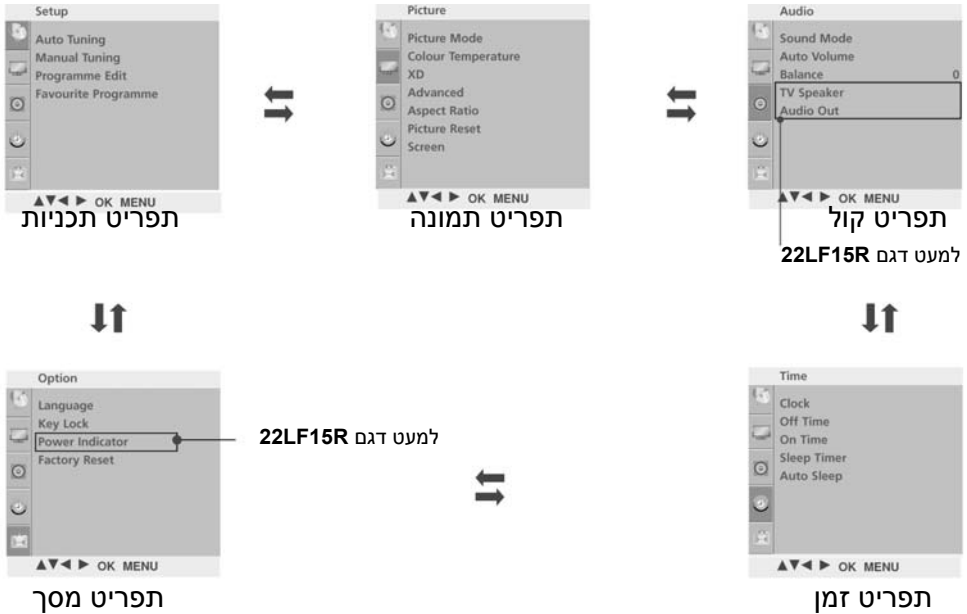 Setup
Auto Tuning
Manual Tuning
Programme Edit
Favourite Programme
▲▼◄ ► OK MENU
תפריט תכניות
Picture
Picture Mode
Colour Temperature
XD
Advanced
Aspect Ratio
Picture Reset
Screen
▲▼◄ ► OK MENU
תפריט תמונה
Audio
Sound Mode
Auto Volume
Balance 0
TV Speaker
Audio Out
▲▼◄ ► OK MENU
תפריט קול
למעט דגם 22LF15R
Option
Language
Key Lock
Power Indicator
Factory Reset
▲▼◄ ► OK MENU
תפריט מסך
למעט דגם 22LF15R
Time
Clock
Off Time
On Time
Sleep Timer
Auto Sleep
▲▼◄ ► OK MENU
תפריט זמן